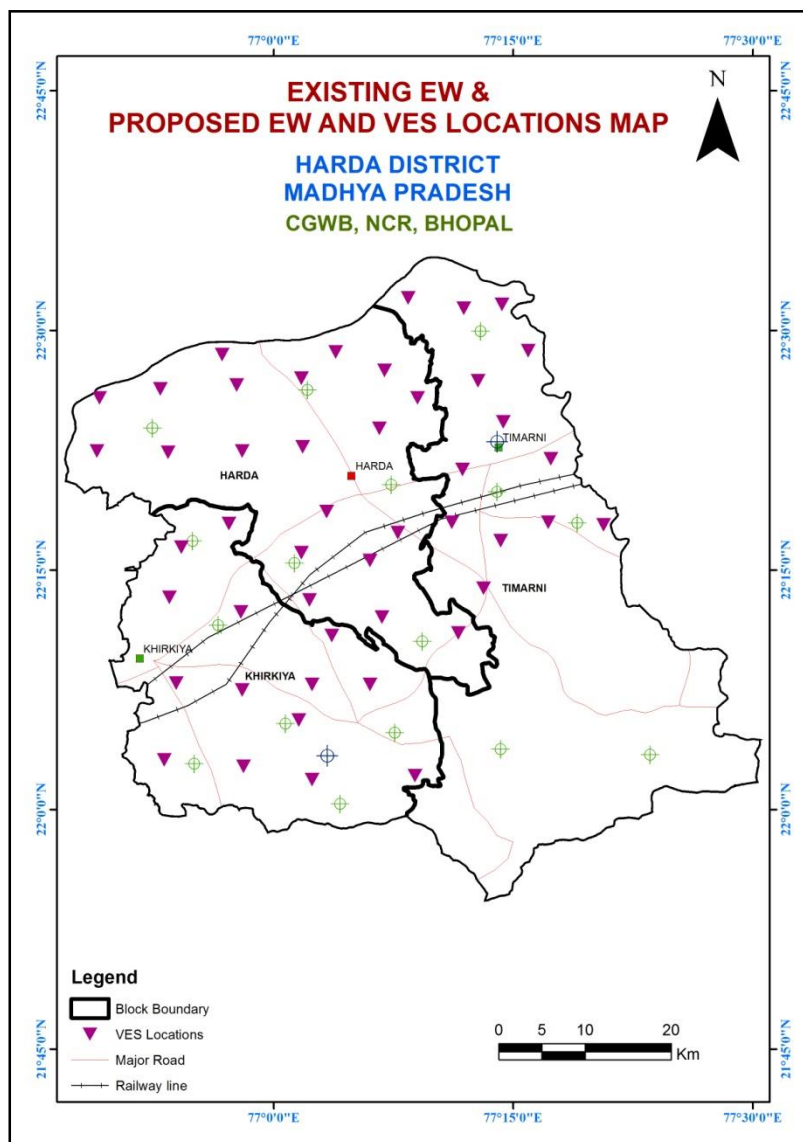 77°0'0"E 77°15'0"E 77°30'0"E
22°45'0"N 22°45'0"N
N
EXISTING EW &
PROPOSED EW AND VES LOCATIONS MAP
HARDA DISTRICT
MADHYA PRADESH
CGWB, NCR, BHOPAL
22°30'0"N 22°30'0"N
TIMARNI
HARDA
HARDA
22°15'0"N 22°15'0"N
TIMARNI
KHIRKIYA
KHIRKIYA
22°0'0"N 22°0'0"N
Legend
Block Boundary
VES Locations
Major Road
Railway line
0 5 10 20
Km
21°45'0"N 21°45'0"N
77°0'0"E 77°15'0"E 77°30'0"E